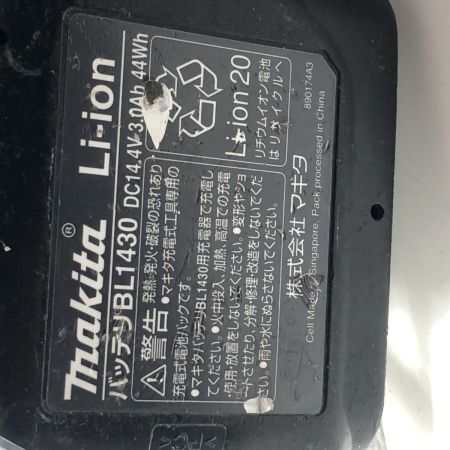 makita® Li-ion
バッテリBL1430 DC14.4V 3.0Ah 44Wh
警告 発熱・発火・破裂の恐れあり
●マキタ充電式工具専用の
充電式電池パックです。
●マキタバッテリBL1430用充電器で充電し
てください。●火中投入、加熱、高温での充電・
使用・放置をしないでください。●変形やショ
ートさせたり、分解・修理・改造をしないでくだ
さい。●雨や水にぬらさないでください。
Li-ion 20
リチウムイオン電池
はリサイクルへ
株式会社 マキタ
890174A3
Cell Made Singapore, Pack processed in China